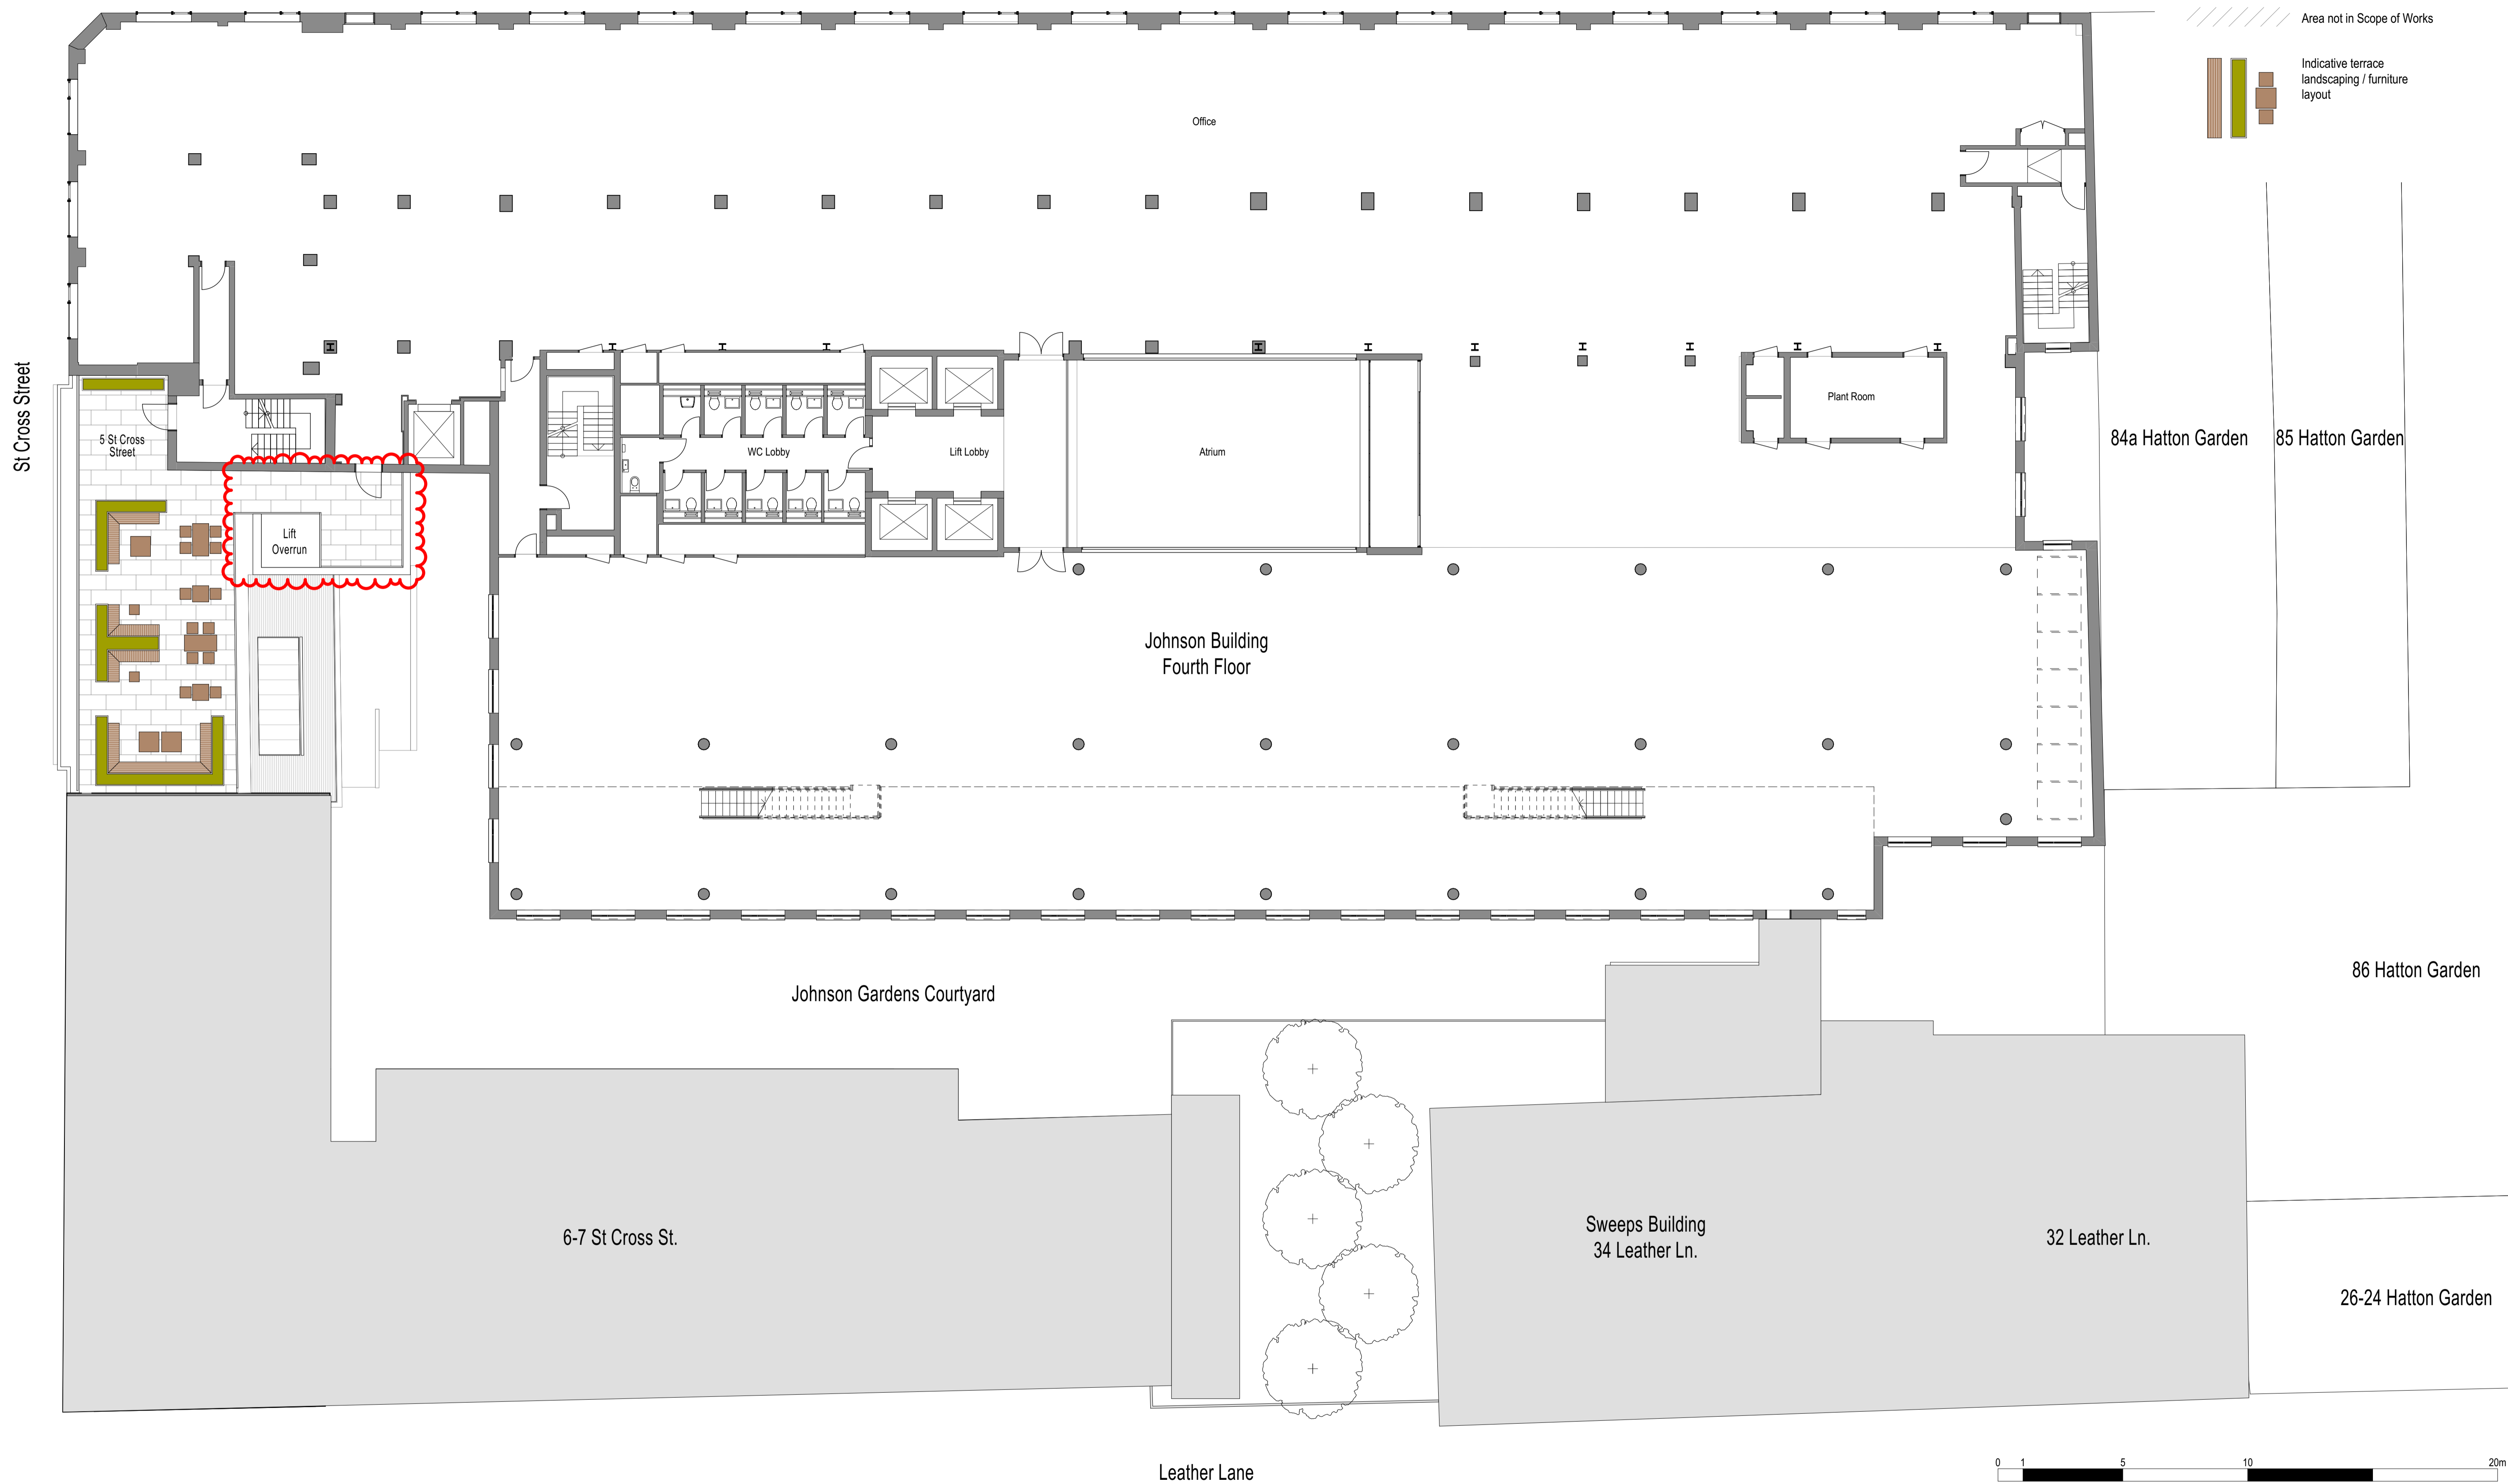 Area not in Scope of Works
Indicative terrace
landscaping / furniture
layout
Office
St Cross Street
5 St Cross
Street
WC Lobby
Lift Lobby
Atrium
Plant Room
84a Hatton Garden
85 Hatton Garden
Lift
Overrun
Johnson Building
Fourth Floor
86 Hatton Garden
Johnson Gardens Courtyard
6-7 St Cross St.
Sweeps Building
34 Leather Ln.
32 Leather Ln.
26-24 Hatton Garden
Leather Lane
0 1 5 10 20m